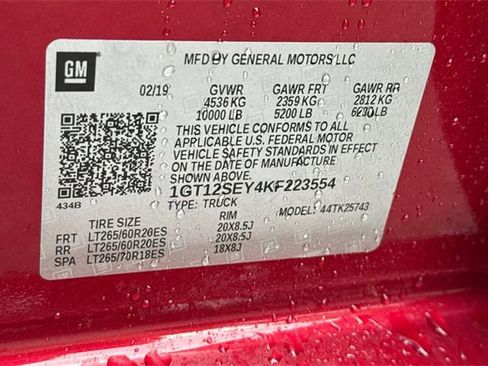 GM
MFD BY GENERAL MOTORS LLC
02/19 GVWR GAWR FRT GAWR RR
4536 KG 2359 KG 2812 KG
10000 LB 5200 LB 6200 LB
THIS VEHICLE CONFORMS TO ALL
APPLICABLE U.S. FEDERAL MOTOR
VEHICLE SAFETY STANDARDS IN EFFECT
ON THE DATE OF MANUFACTURE
SHOWN ABOVE.
1GT12SEY4KF223554
434B TYPE: TRUCK MODEL: 44TK25743
TIRE SIZE RIM
FRT LT265/60R20ES 20X8.5J
RR LT265/60R20ES 20X8.5J
SPA LT265/70R18ES 18X8J